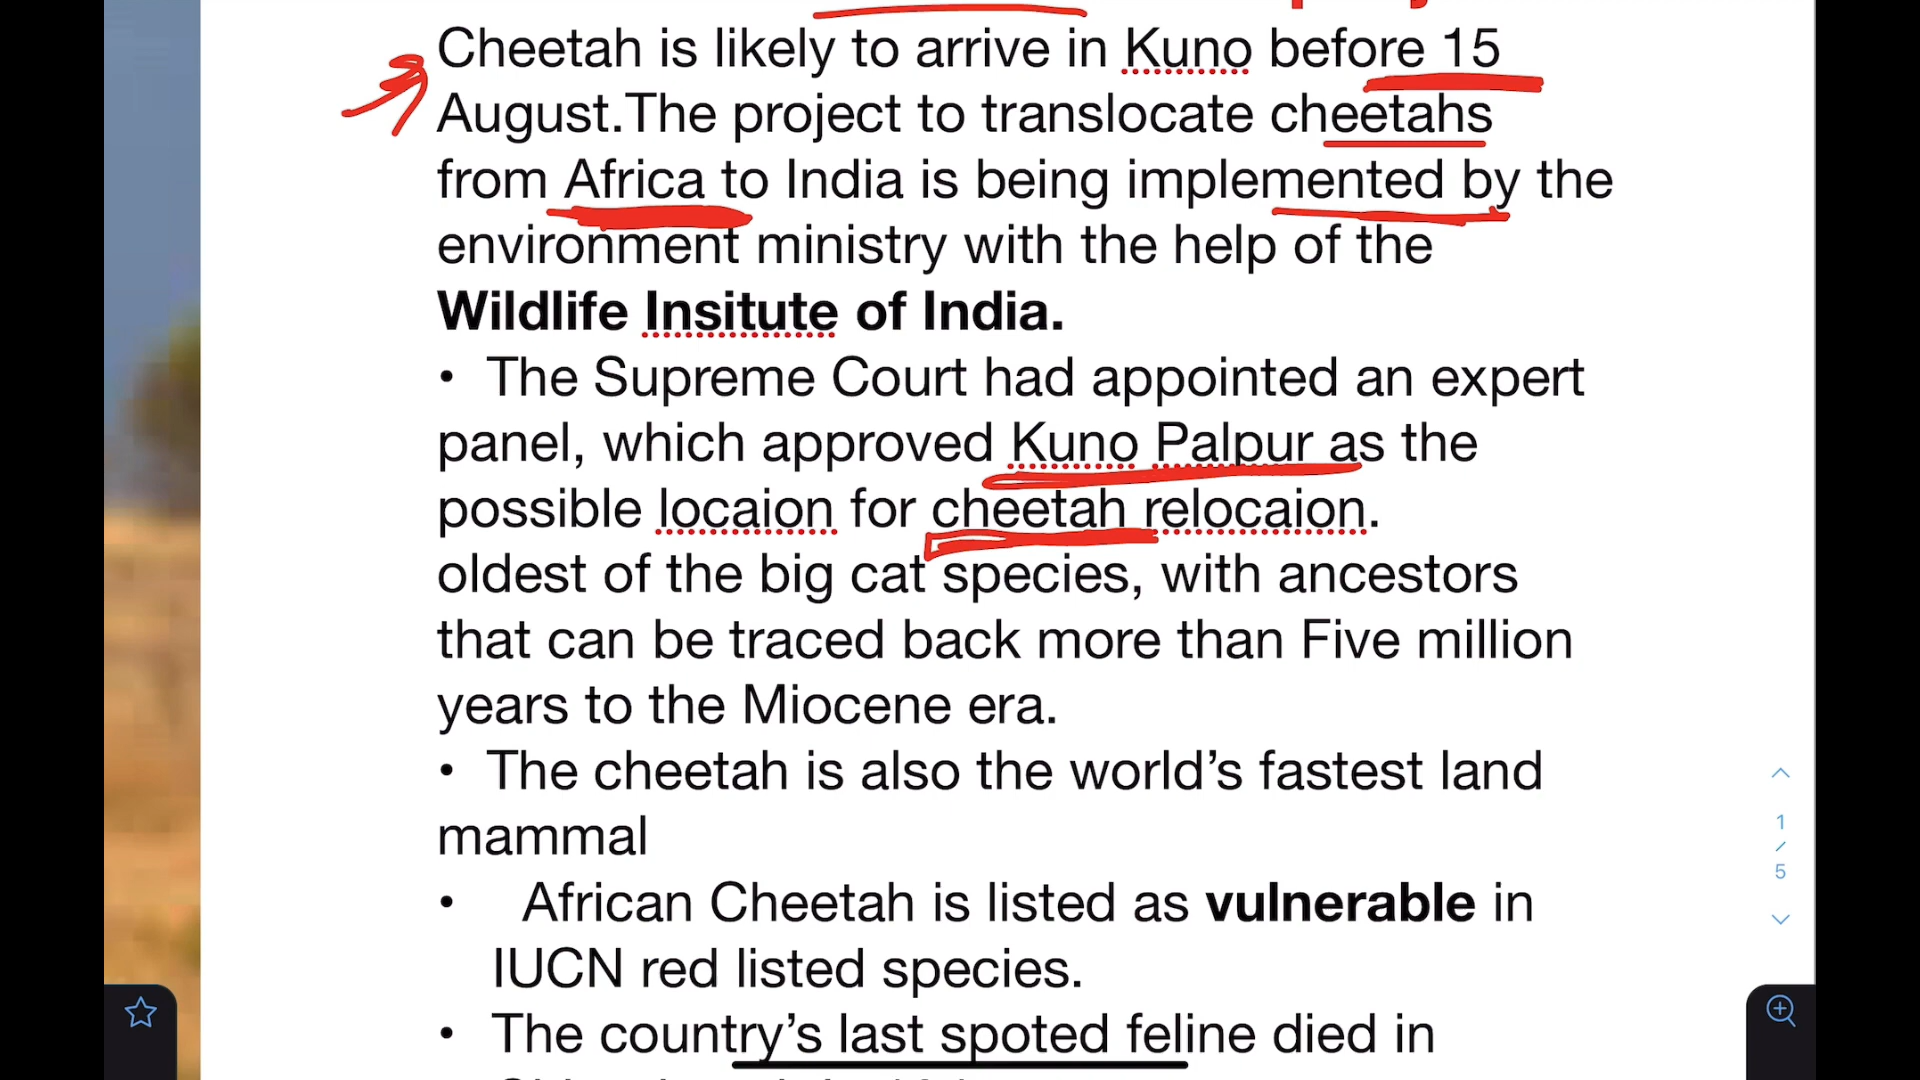 Cheetah is likely to arrive in Kuno before 15
August.The project to translocate cheetahs
from Africa to India is being implemented by the
environment ministry with the help of the
Wildlife Insitute of India.
• The Supreme Court had appointed an expert
panel, which approved Kuno Palpur as the
possible locaion for cheetah relocaion.
oldest of the big cat species, with ancestors
that can be traced back more than Five million
years to the Miocene era.
• The cheetah is also the world’s fastest land
mammal
• African Cheetah is listed as vulnerable in
IUCN red listed species.
• The country’s last spoted feline died in
1
/
5